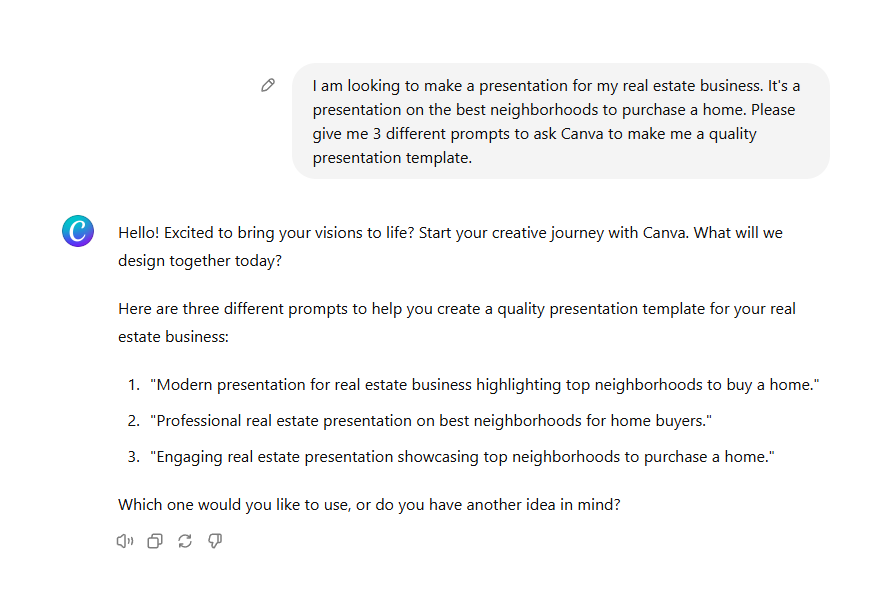 I am looking to make a presentation for my real estate business. It's a
presentation on the best neighborhoods to purchase a home. Please
give me 3 different prompts to ask Canva to make me a quality
presentation template.
C
Hello! Excited to bring your visions to life? Start your creative journey with Canva. What will we
design together today?
Here are three different prompts to help you create a quality presentation template for your real
estate business:
1. "Modern presentation for real estate business highlighting top neighborhoods to buy a home."
2. "Professional real estate presentation on best neighborhoods for home buyers."
3. "Engaging real estate presentation showcasing top neighborhoods to purchase a home."
Which one would you like to use, or do you have another idea in mind?